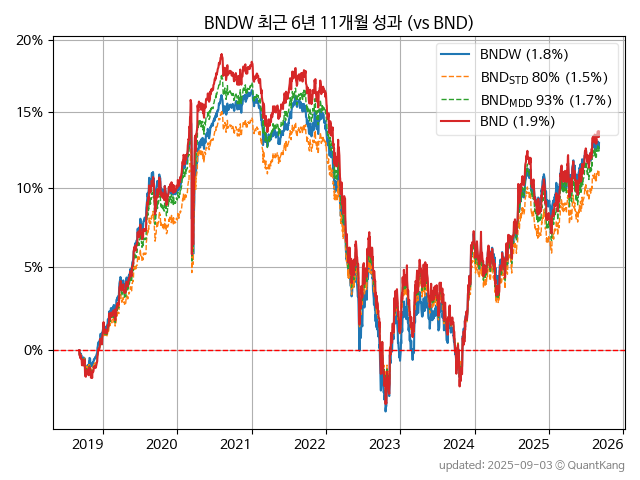 BNDW 최근 6년 11개월 성과 (vs BND)
20%
15%
10%
5%
0%
BNDW (1.8%)
BND_STD 80% (1.5%)
BND_MDD 93% (1.7%)
BND (1.9%)
2019 2020 2021 2022 2023 2024 2025 2026
updated: 2025-09-03 © QuantKang